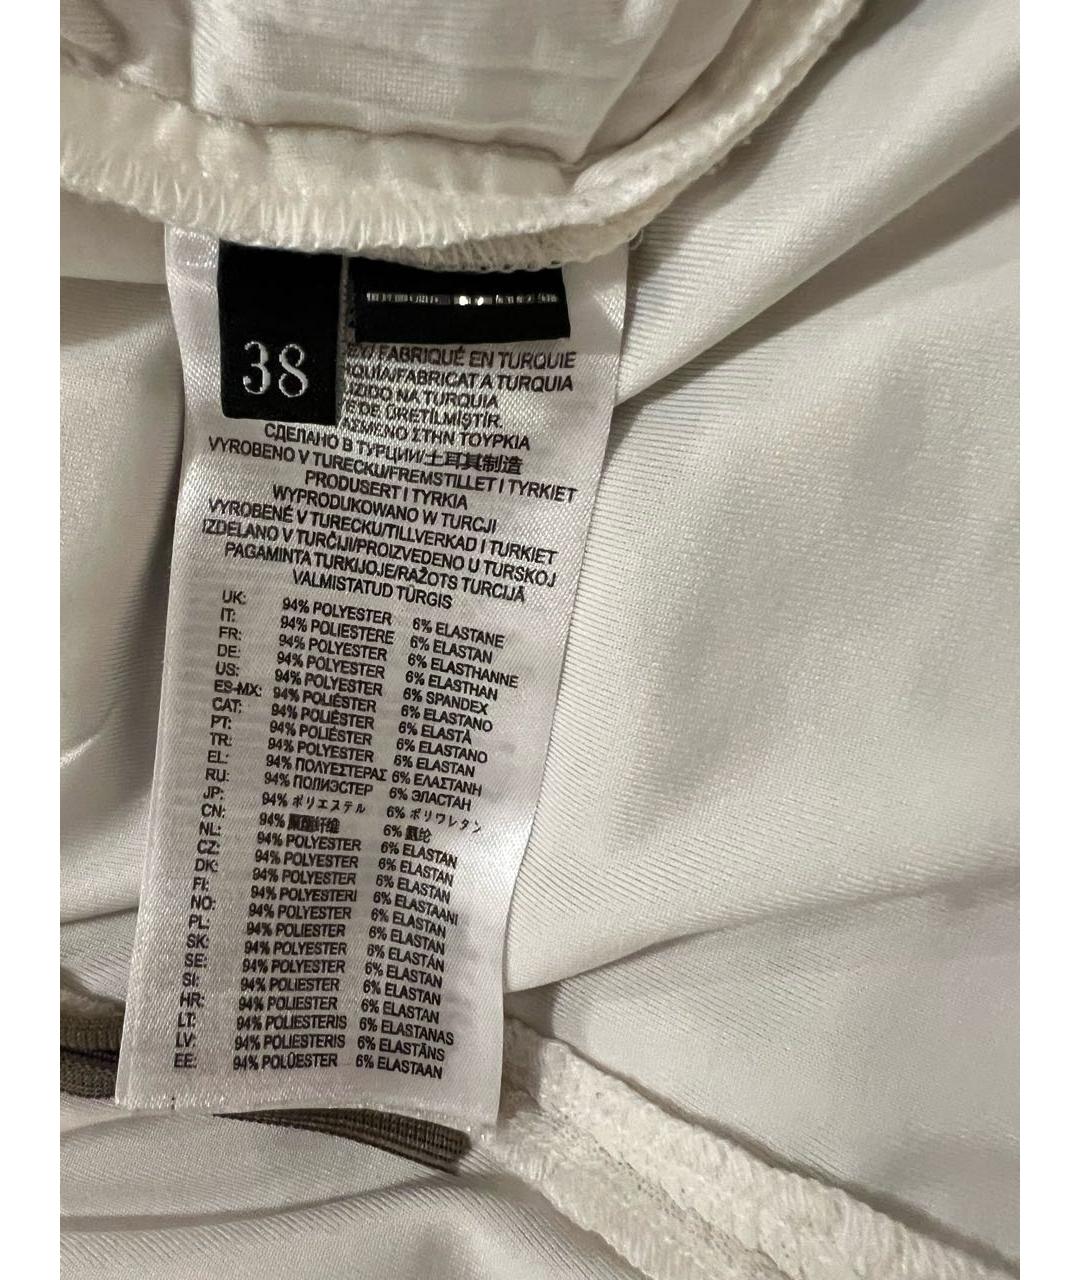 38
FABRIQUÉ EN TURQUIE
/FABRICAT A TURQUIA
NA TURQUIA
DE ÜRETİLMİŞTİR.
ΣΤΗΝ ΤΟΥΡΚΙΑ
СДЕЛАНО В ТУРЦИИ/土耳其制造
VYROBENO V TURECKU/FREMSTILLET I TYRKIET
PRODUSERT I TYRKIA
WYPRODUKOWANO W TURCJI
VYROBENÉ V TURECKU/TILLVERKAD I TURKIET
IZDELANO V TURČIJI/PROIZVEDENO U TURSKOJ
PAGAMINTA TURKIJOJE/RAŽOTS TURCIJĀ
VALMISTATUD TÜRGIS
UK: 94% POLYESTER 6% ELASTANE
IT: 94% POLIESTERE 6% ELASTAN
FR: 94% POLYESTER 6% ELASTHANNE
DE: 94% POLYESTER 6% ELASTHAN
US: 94% POLYESTER 6% SPANDEX
ES-MX: 94% POLIÉSTER 6% ELASTANO
CAT: 94% POLIÈSTER 6% ELASTÀ
PT: 94% POLIÉSTER 6% ELASTANO
TR: 94% POLYESTER 6% ELASTAN
EL: 94% ΠΟΛΥΕΣΤΕΡΑΣ 6% ΕΛΑΣΤΑΝΗ
RU: 94% ПОЛИЭСТЕР 6% ЭЛАСТАН
JP: 94% ポリエステル 6% ポリウレタン
CN: 94% 聚酯纤维 6% 氨纶
NL: 94% POLYESTER 6% ELASTAN
CZ: 94% POLYESTER 6% ELASTAN
DK: 94% POLYESTER 6% ELASTAN
FI: 94% POLYESTERI 6% ELASTAANI
NO: 94% POLYESTER 6% ELASTAN
PL: 94% POLIESTER 6% ELASTAN
SK: 94% POLYESTER 6% ELASTÁN
SE: 94% POLYESTER 6% ELASTAN
SI: 94% POLIESTER 6% ELASTAN
HR: 94% POLIESTER 6% ELASTAN
LT: 94% POLIESTERIS 6% ELASTANAS
LV: 94% POLIESTERIS 6% ELASTĀNS
EE: 94% POLÜESTER 6% ELASTAAN